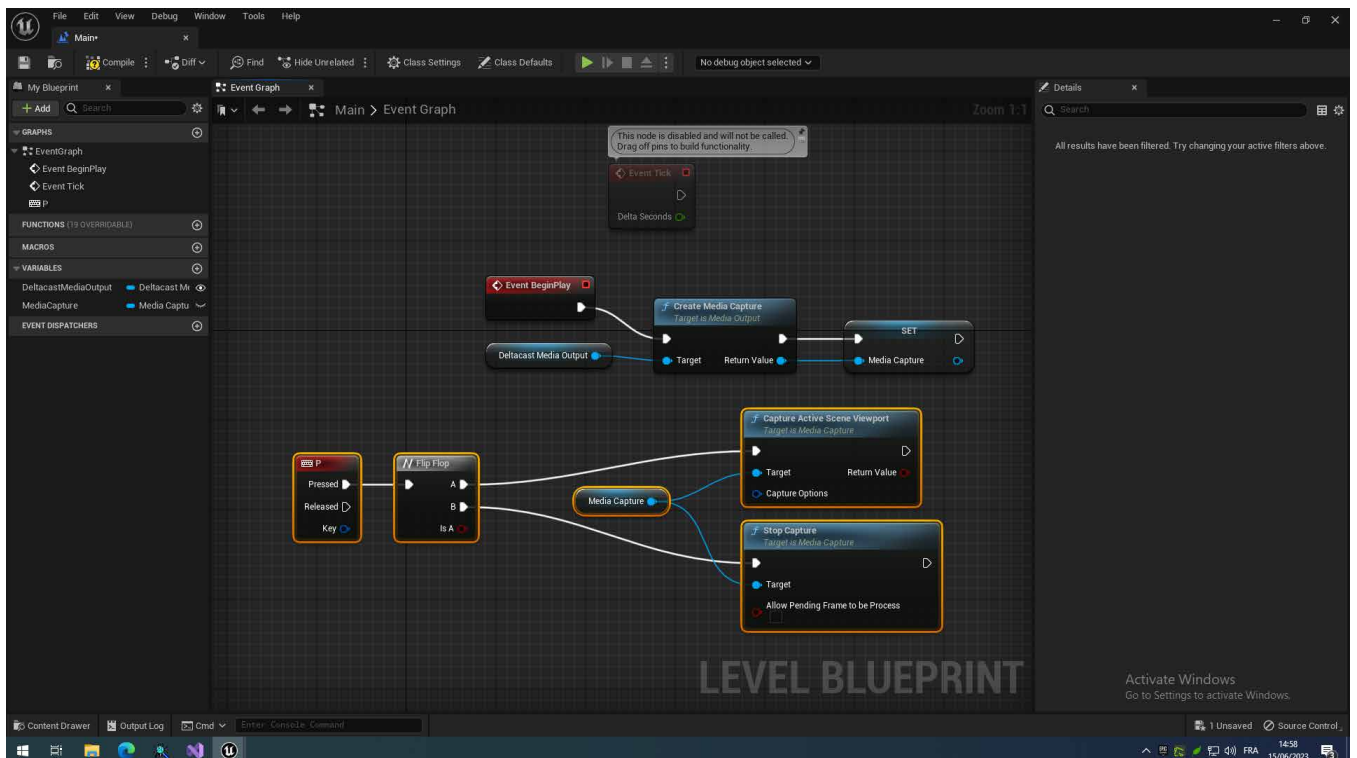 File Edit View Debug Window Tools Help
Main•
Compile Diff Find Hide Unrelated Class Settings Class Defaults No debug object selected
My Blueprint
Event Graph
Details
Add Search
Main > Event Graph
Zoom 1:1
Search
GRAPHS
EventGraph
Event BeginPlay
Event Tick
P
FUNCTIONS (19 OVERRIDABLE)
MACROS
VARIABLES
DeltacastMediaOutput Deltacast Me
MediaCapture Media Captu
EVENT DISPATCHERS
This node is disabled and will not be called.
Drag off pins to build functionality.
Event Tick
Delta Seconds
Event BeginPlay
Create Media Capture
Target is Media Output
Target Return Value
Deltacast Media Output
SET
Media Capture
P
Pressed
Released
Key
Flip Flop
A
B
Is A
Media Capture
Capture Active Scene Viewport
Target is Media Capture
Target Return Value
Capture Options
Stop Capture
Target is Media Capture
Target
Allow Pending Frame to be Process
LEVEL BLUEPRINT
All results have been filtered. Try changing your active filters above.
Activate Windows
Go to Settings to activate Windows.
Content Drawer Output Log Cmd Enter Console Command
1 Unsaved Source Control
FRA
14:58
15/06/2023